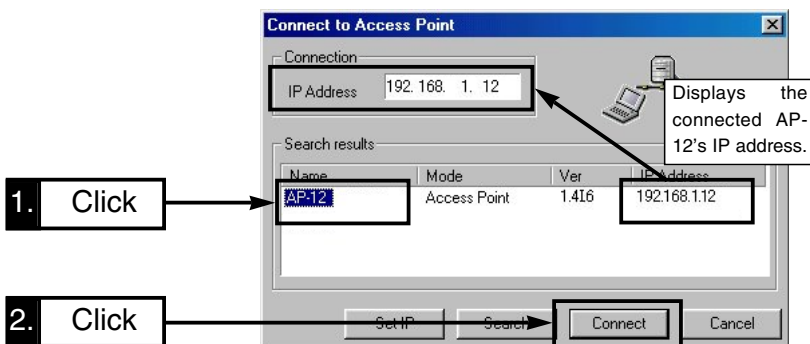 Connect to Access Point
Connection
IP Address 192. 168. 1. 12
Displays the
connected AP-
12's IP address.
Search results
Name Mode Ver IP Address
1. Click
AP-12 Access Point 1.4I6 192.168.1.12
2. Click
Set IP Search Connect Cancel